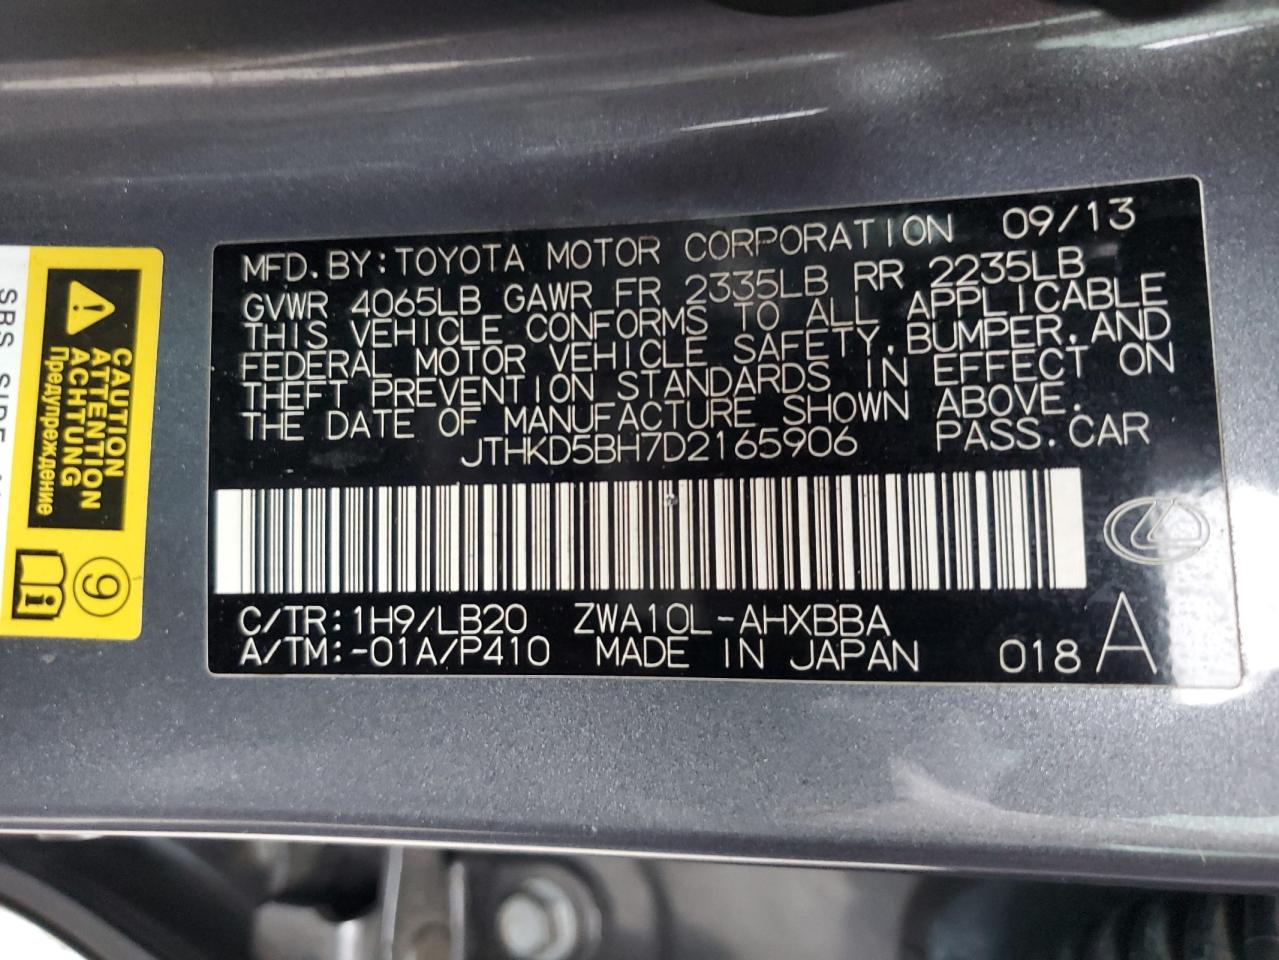 MFD.BY:TOYOTA MOTOR CORPORATION 09/13
GVWR 4065LB GAWR FR 2335LB RR 2235LB
THIS VEHICLE CONFORMS TO ALL APPLICABLE
FEDERAL MOTOR VEHICLE SAFETY,BUMPER,AND
THEFT PREVENTION STANDARDS IN EFFECT ON
THE DATE OF MANUFACTURE SHOWN ABOVE.
JTHKD5BH7D2165906 PASS.CAR
C/TR:1H9/LB20 ZWA10L-AHXBBA
A/TM:-01A/P410 MADE IN JAPAN 018 A
CAUTION
ATTENTION
ACHTUNG
Предупреждение
9
SRS SIDE